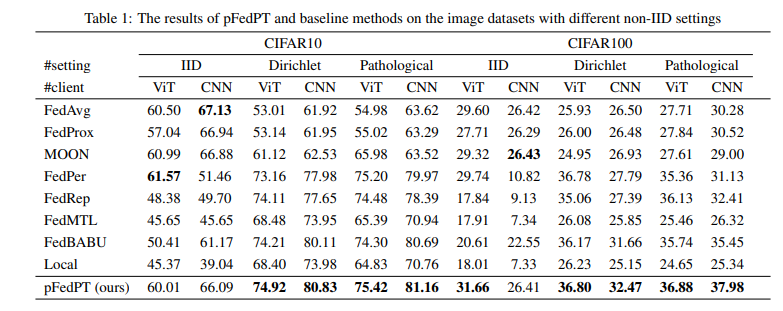 Table 1: The results of pFedPT and baseline methods on the image datasets with different non-IID settings
CIFAR10 CIFAR100
#setting IID Dirichlet Pathological IID Dirichlet Pathological
#client ViT CNN ViT CNN ViT CNN ViT CNN ViT CNN ViT CNN
FedAvg 60.50 67.13 53.01 61.92 54.98 63.62 29.60 26.42 25.93 26.50 27.71 30.28
FedProx 57.04 66.94 53.14 61.95 55.02 63.29 27.71 26.29 26.00 26.48 27.84 30.52
MOON 60.99 66.88 61.12 62.53 65.98 63.52 29.32 26.43 24.95 26.93 27.61 29.00
FedPer 61.57 51.46 73.16 77.98 75.20 79.97 29.74 10.82 36.78 27.79 35.36 31.13
FedRep 48.38 49.70 74.11 77.65 74.48 78.39 17.84 9.13 35.06 27.39 36.13 32.41
FedMTL 45.65 45.65 68.48 73.95 65.39 70.94 17.91 7.34 26.08 25.85 25.46 26.32
FedBABU 50.41 61.17 74.21 80.11 74.30 80.69 20.61 22.55 36.17 31.66 35.74 35.45
Local 45.37 39.04 68.40 73.98 64.83 70.76 18.01 7.33 26.23 25.15 24.65 25.34
pFedPT (ours) 60.01 66.09 74.92 80.83 75.42 81.16 31.66 26.41 36.80 32.47 36.88 37.98